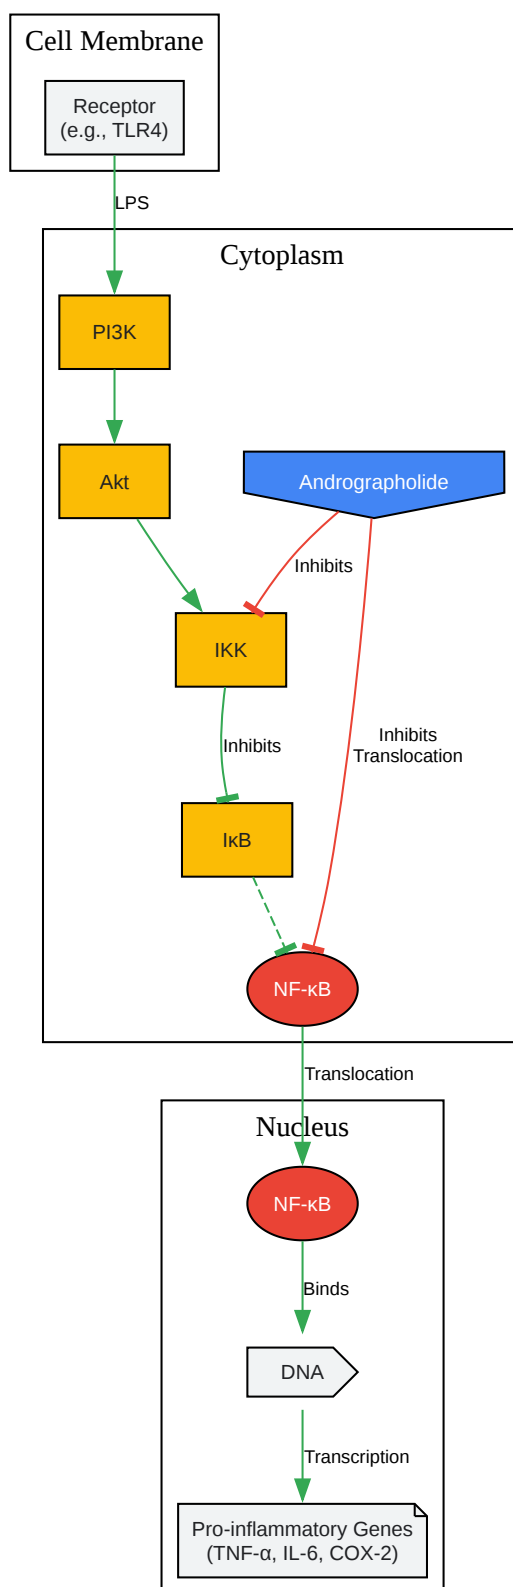 Cell Membrane
Receptor
(e.g., TLR4)
LPS
Cytoplasm
PI3K
Akt
Andrographolide
Inhibits
IKK
Inhibits
Inhibits
Translocation
IκB
NF-κB
Translocation
Nucleus
NF-κB
Binds
DNA
Transcription
Pro-inflammatory Genes
(TNF-α, IL-6, COX-2)